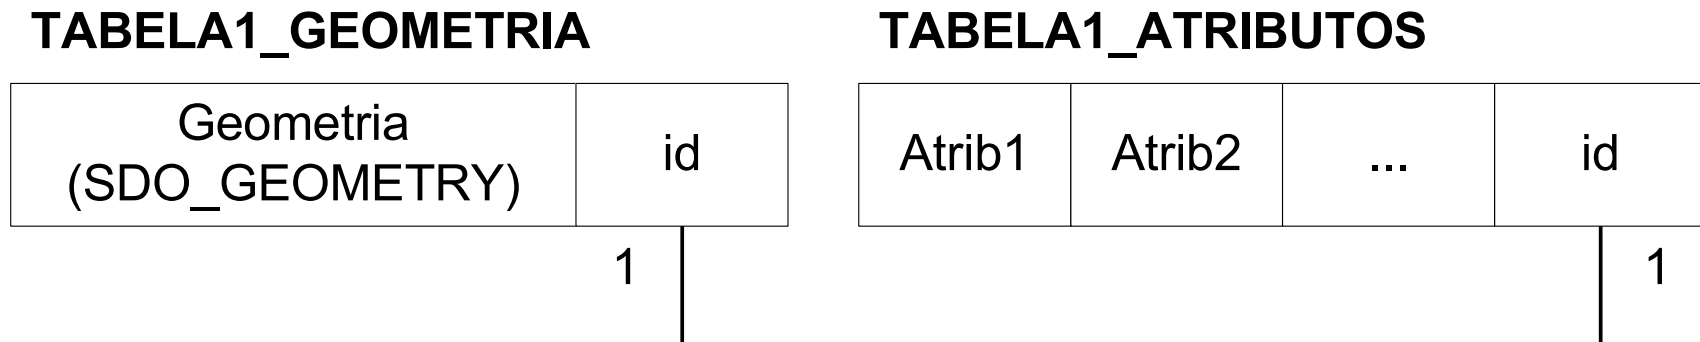 TABELA1_GEOMETRIA
TABELA1_ATRIBUTOS
Geometria
(SDO_GEOMETRY)
id
Atrib1
Atrib2
...
id
1
1